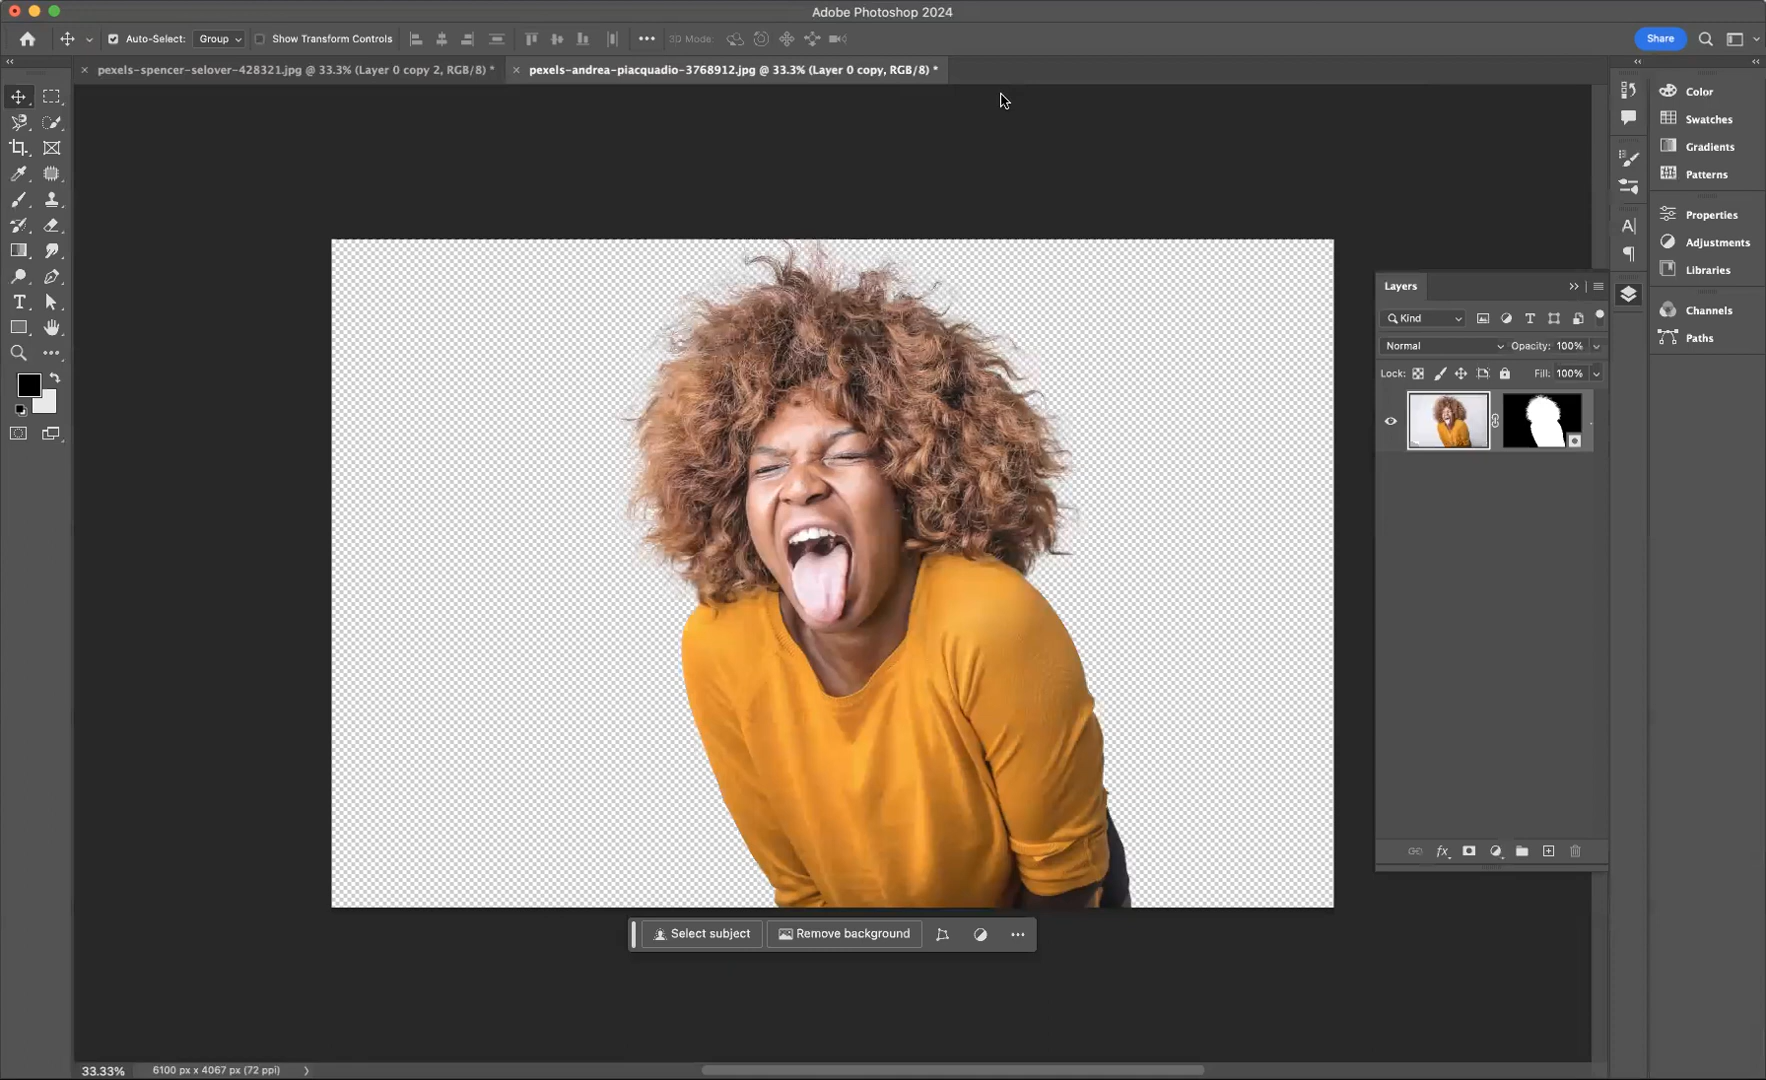 Adobe Photoshop 2024
Auto-Select: Group Show Transform Controls 3D Mode: Share
pexels-spencer-selover-428321.jpg @ 33.3% (Layer 0 copy 2, RGB/8) *
pexels-andrea-piacquadio-3768912.jpg @ 33.3% (Layer 0 copy, RGB/8) *
Color
Swatches
Gradients
Patterns
Properties
Adjustments
Libraries
Channels
Paths
Layers
Kind
Normal Opacity: 100%
Lock: Fill: 100%
fx
Select subject Remove background
33.33% 6100 px x 4067 px (72 ppi)